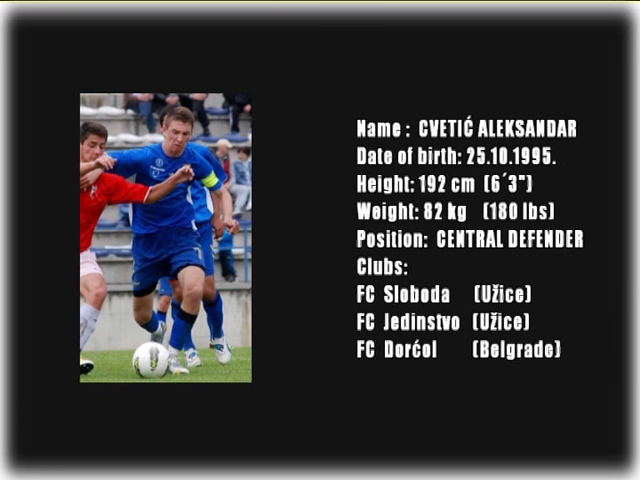 Name : CVETIĆ ALEKSANDAR
Date of birth: 25.10.1995.
Height: 192 cm (6´3")
Weight: 82 kg (180 lbs)
Position: CENTRAL DEFENDER
Clubs:
FC Sloboda (Užice)
FC Jedinstvo (Užice)
FC Dorćol (Belgrade)